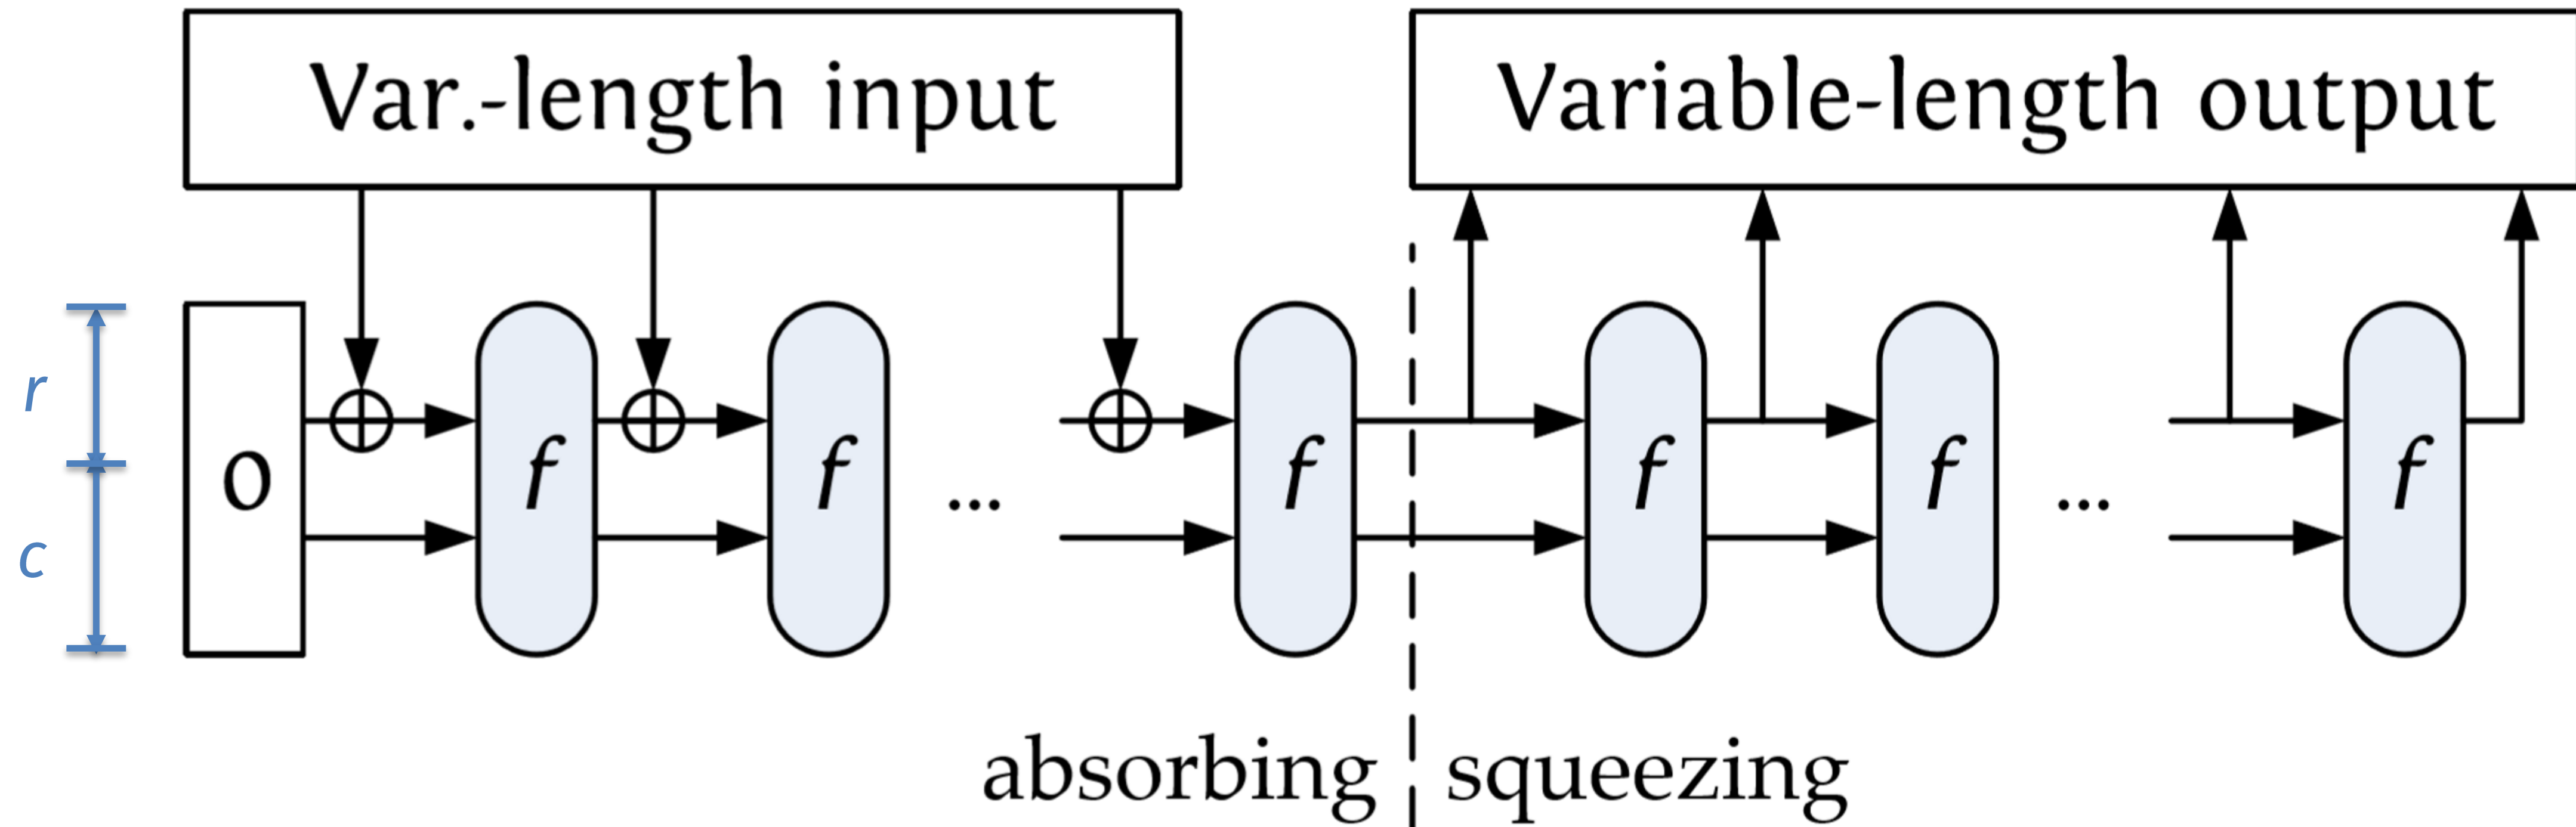 Var.-length input
Variable-length output
r
c
0
f
f
...
f
f
f
...
f
absorbing
squeezing